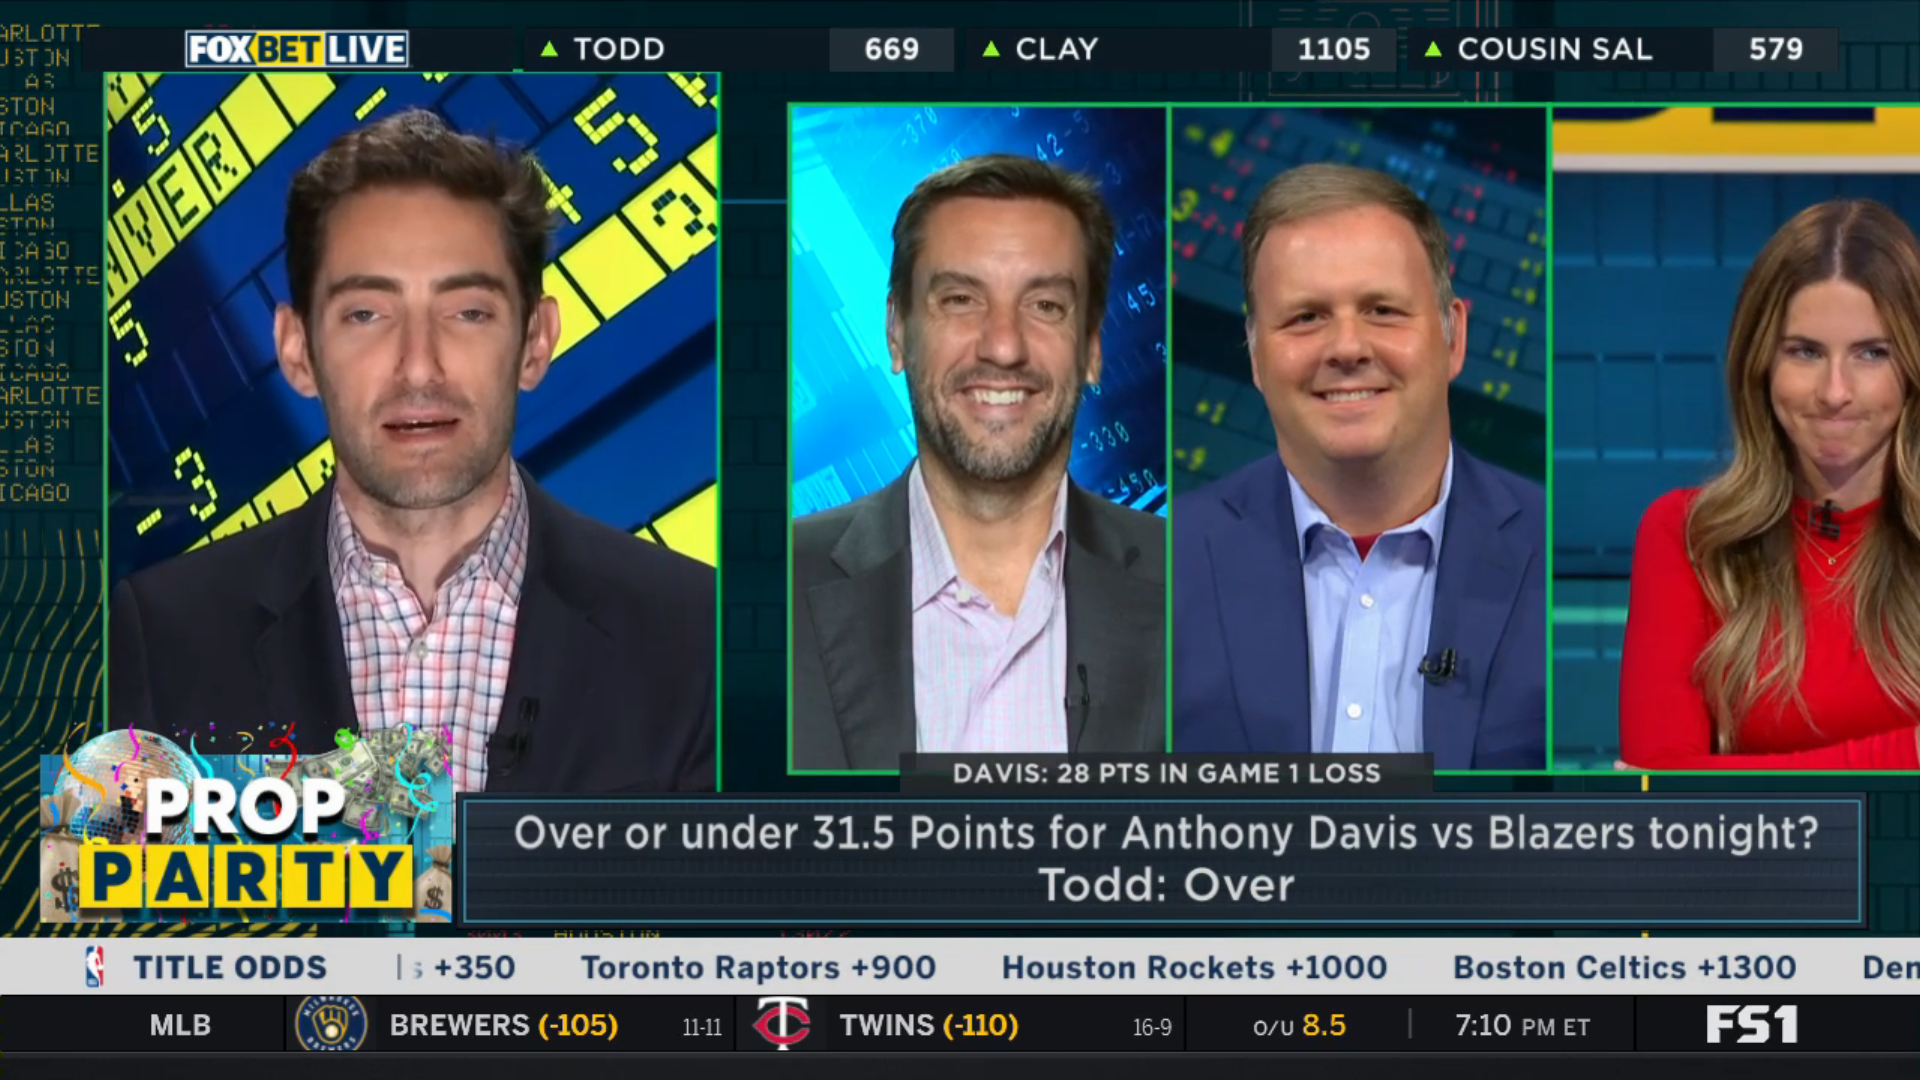 FOX BET LIVE
TODD 669
CLAY 1105
COUSIN SAL 579
DAVIS: 28 PTS IN GAME 1 LOSS
PROP
PARTY
Over or under 31.5 Points for Anthony Davis vs Blazers tonight?
Todd: Over
TITLE ODDS +350 Toronto Raptors +900 Houston Rockets +1000 Boston Celtics +1300 Den
MLB BREWERS (-105) 11-11 TWINS (-110) 16-9 O/U 8.5 7:10 PM ET FS1